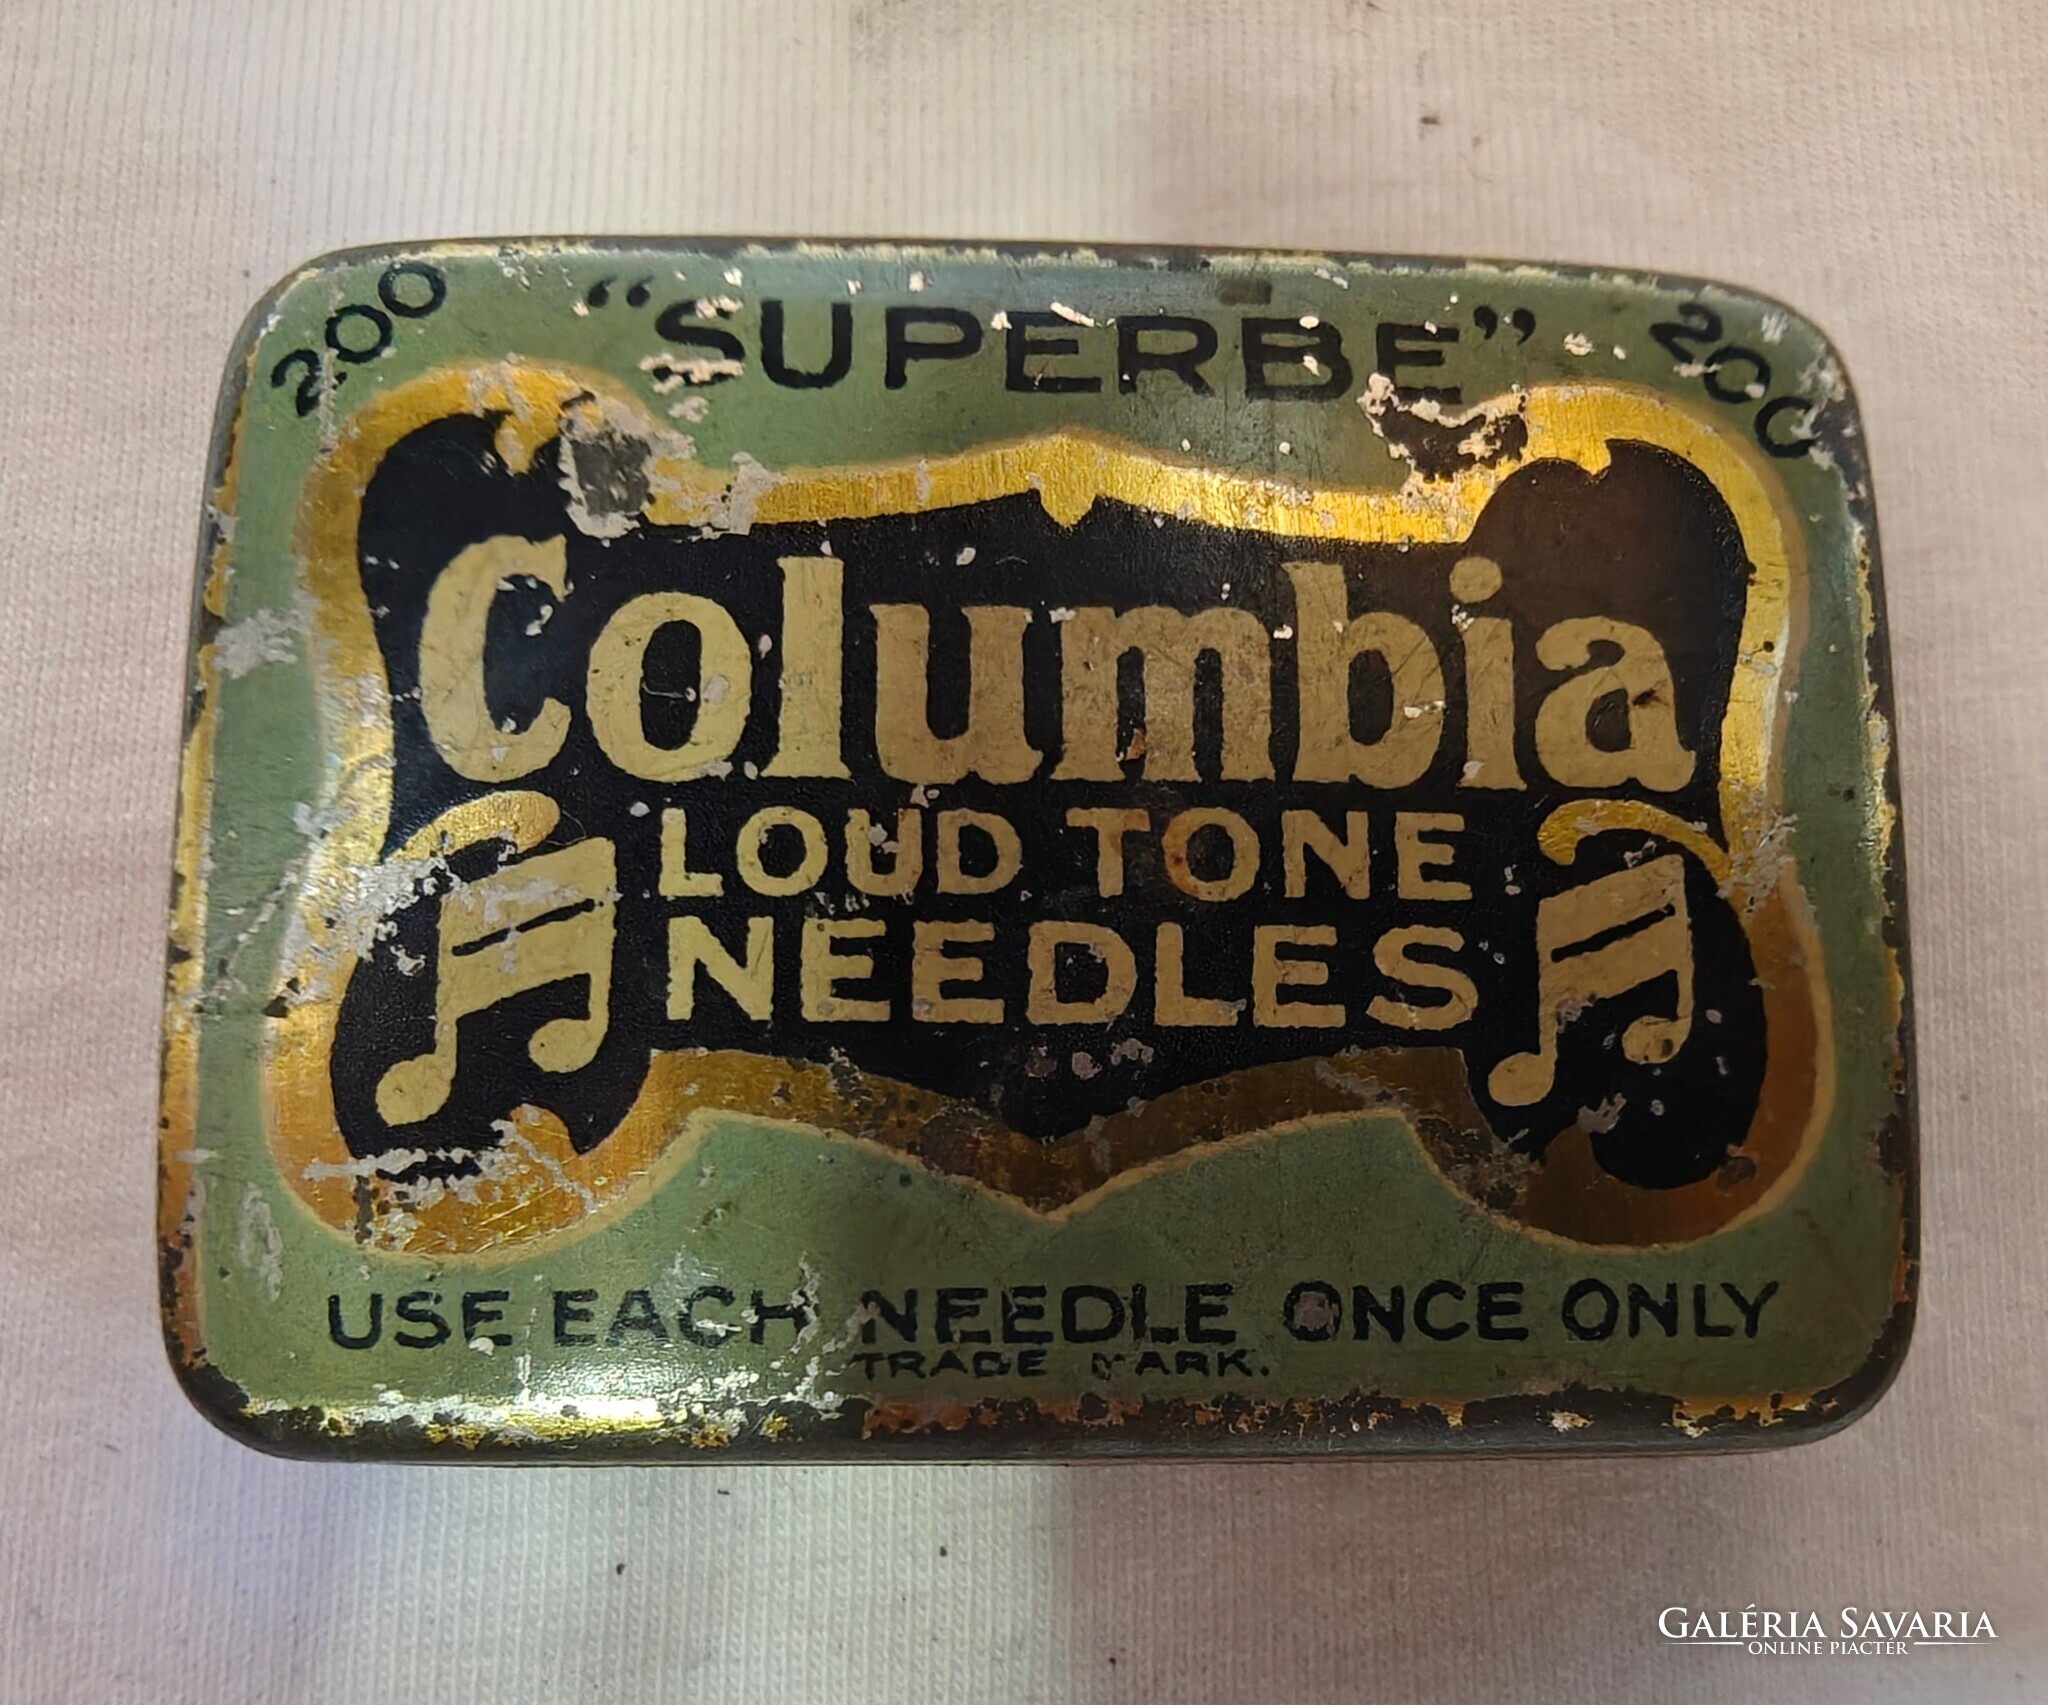 200 "SUPERBE" 200
Columbia
LOUD TONE
NEEDLES
USE EACH NEEDLE ONCE ONLY
TRADE MARK.
GALÉRIA SAVARIA
ONLINE PIACTÉR